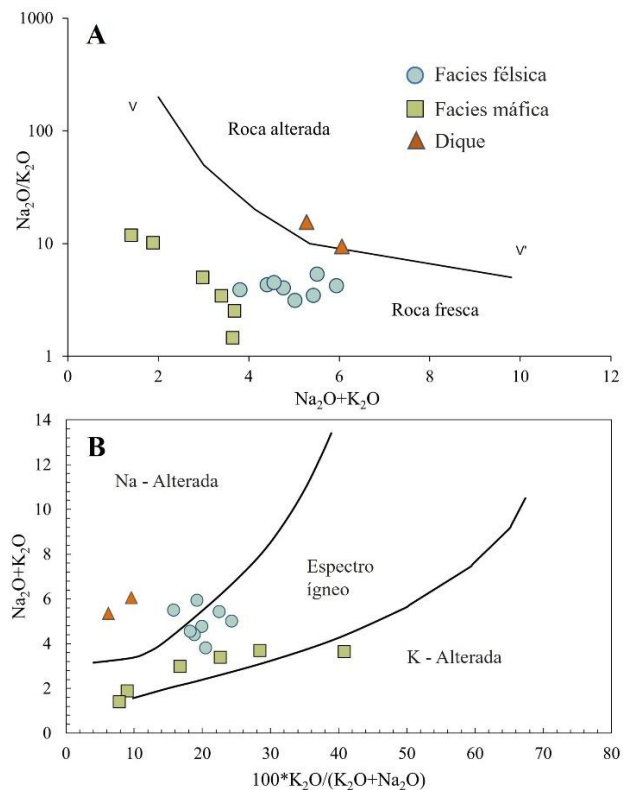 A
1000
100
10
1
Na₂O/K₂O
V
Roca alterada
V'
Roca fresca
Facies félsica
Facies máfica
Dique
0 2 4 6 8 10 12
Na₂O+K₂O
B
14
12
10
8
6
4
2
0
Na₂O+K₂O
Na - Alterada
Espectro
ígneo
K - Alterada
0 10 20 30 40 50 60 70 80
100*K₂O/(K₂O+Na₂O)